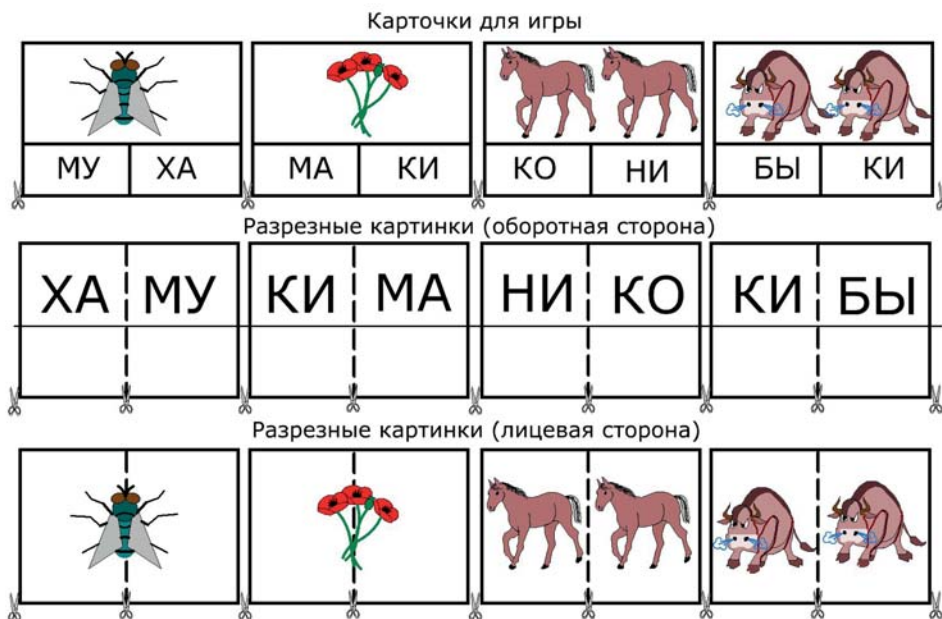 Карточки для игры
МУ ХА МА КИ КО НИ БЫ КИ
Разрезные картинки (оборотная сторона)
ХА МУ КИ МА НИ КО КИ БЫ
Разрезные картинки (лицевая сторона)